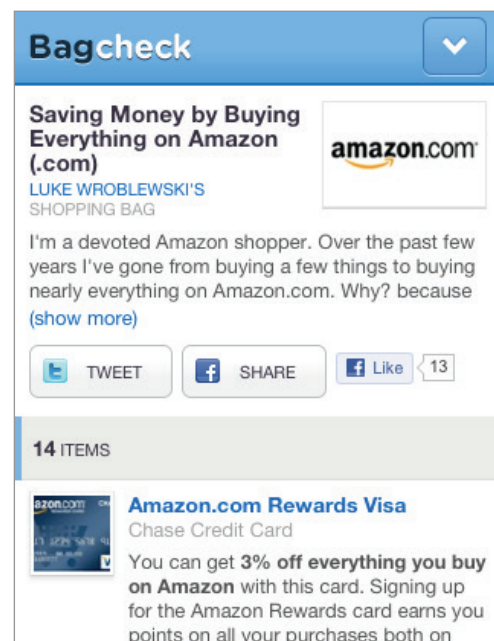 Bagcheck
Saving Money by Buying
Everything on Amazon
(.com)
amazon.com
LUKE WROBLEWSKI'S
SHOPPING BAG
I'm a devoted Amazon shopper. Over the past few
years I've gone from buying a few things to buying
nearly everything on Amazon.com. Why? because
(show more)
TWEET
SHARE
Like
13
14 ITEMS
Amazon.com Rewards Visa
Chase Credit Card
You can get 3% off everything you buy
on Amazon with this card. Signing up
for the Amazon Rewards card earns you
points on all your purchases both on